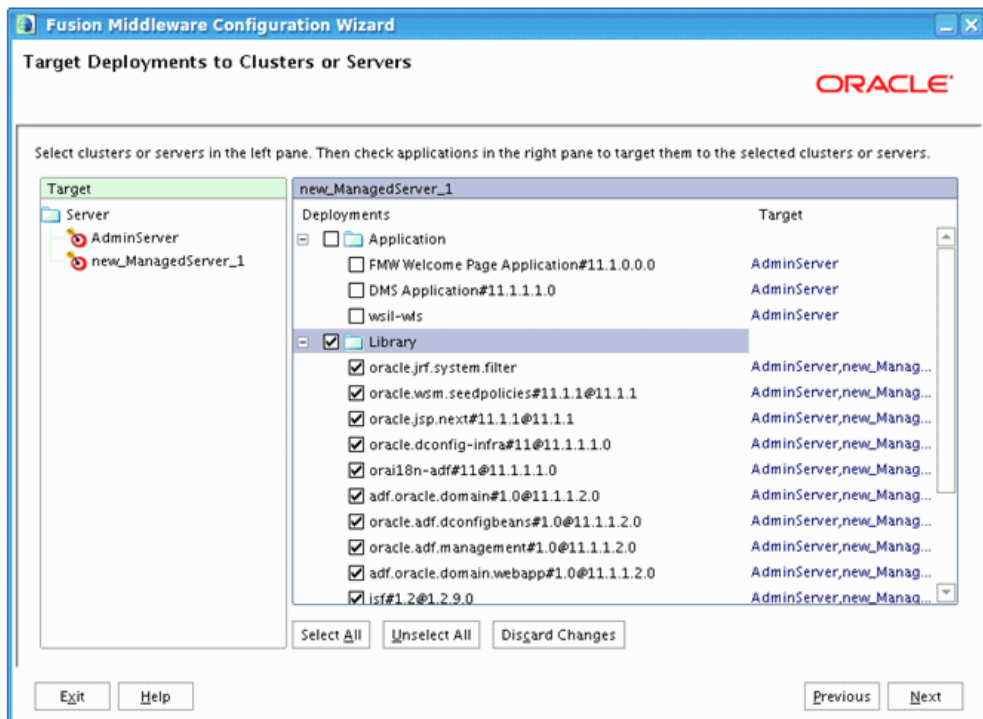 Fusion Middleware Configuration Wizard
Target Deployments to Clusters or Servers
ORACLE
Select clusters or servers in the left pane. Then check applications in the right pane to target them to the selected clusters or servers.
Target
Server
AdminServer
new_ManagedServer_1
new_ManagedServer_1
Deployments Target
Application
FMW Welcome Page Application#11.1.0.0.0 AdminServer
DMS Application#11.1.1.1.0 AdminServer
wsil-wls AdminServer
Library
oracle.jrf.system.filter AdminServer,new_Manag...
oracle.wsm.seedpolicies#11.1.1@11.1.1 AdminServer,new_Manag...
oracle.jsp.next#11.1.1@11.1.1 AdminServer,new_Manag...
oracle.dconfig-infra#11@11.1.1.1.0 AdminServer,new_Manag...
orai18n-adf#11@11.1.1.1.0 AdminServer,new_Manag...
adf.oracle.domain#1.0@11.1.1.2.0 AdminServer,new_Manag...
oracle.adf.dconfigbeans#1.0@11.1.1.2.0 AdminServer,new_Manag...
oracle.adf.management#1.0@11.1.1.2.0 AdminServer,new_Manag...
adf.oracle.domain.webapp#1.0@11.1.1.2.0 AdminServer,new_Manag...
jsf#1.2@1.2.9.0 AdminServer,new_Manag...
Select All Unselect All Discard Changes
Exit Help Previous Next